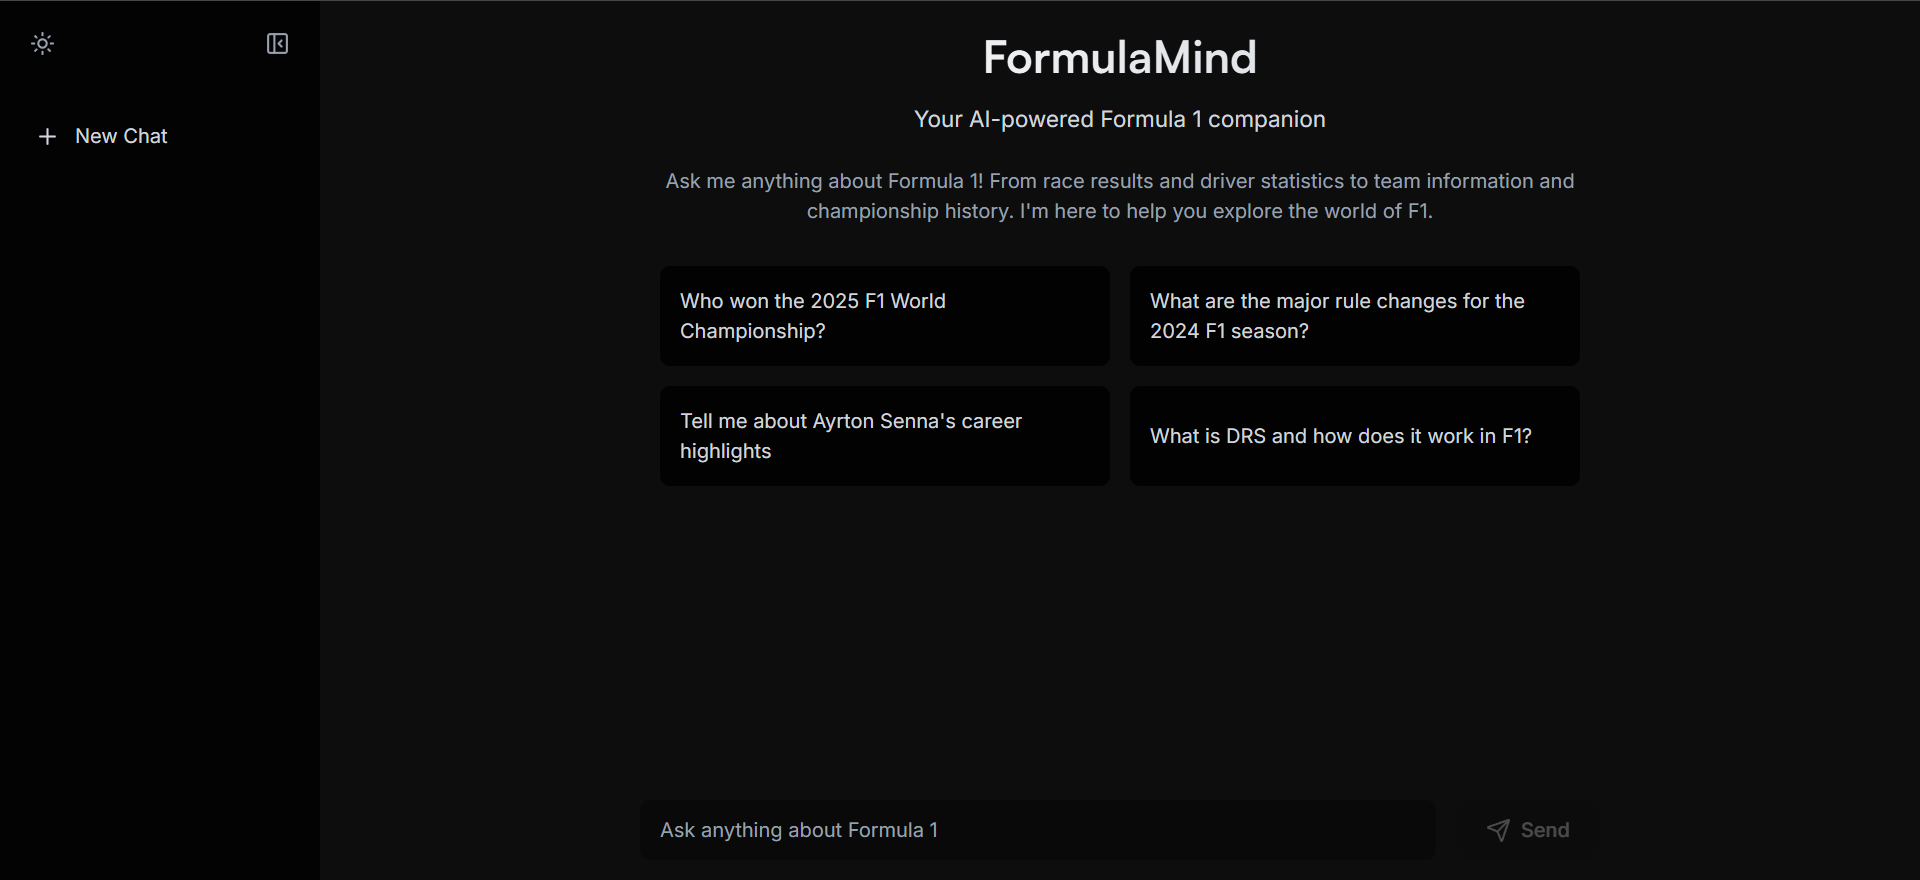 New Chat
FormulaMind
Your AI-powered Formula 1 companion
Ask me anything about Formula 1! From race results and driver statistics to team information and
championship history. I'm here to help you explore the world of F1.
Who won the 2025 F1 World
Championship?
What are the major rule changes for the
2024 F1 season?
Tell me about Ayrton Senna's career
highlights
What is DRS and how does it work in F1?
Ask anything about Formula 1
Send